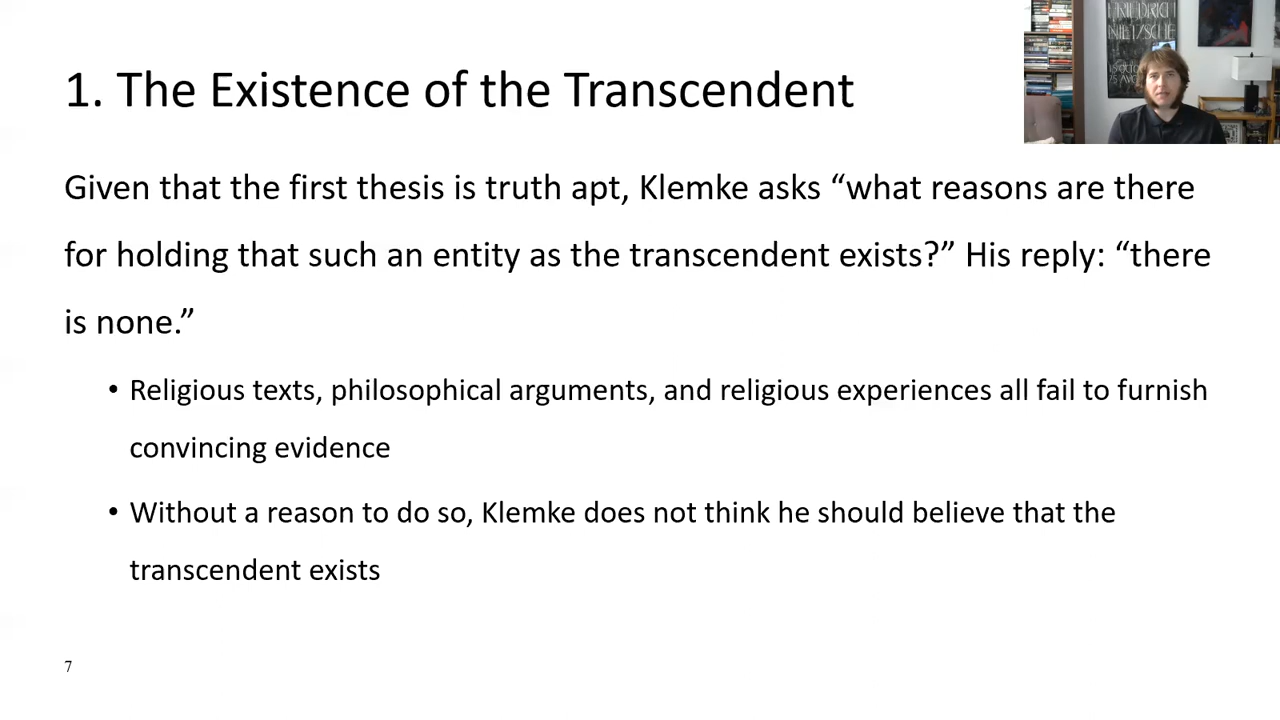 1. The Existence of the Transcendent
FRIEDRICH
NIETZSCHE
Given that the first thesis is truth apt, Klemke asks “what reasons are there
for holding that such an entity as the transcendent exists?” His reply: “there
is none.”
• Religious texts, philosophical arguments, and religious experiences all fail to furnish
convincing evidence
• Without a reason to do so, Klemke does not think he should believe that the
transcendent exists
7